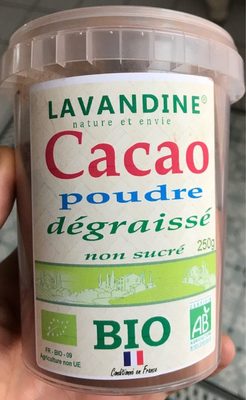 LAVANDINE®
nature et envie
Cacao
poudre
dégraissé
250g
non sucré
FR - BIO - 09
Agriculture non UE
BIO
AB
Conditionné en France